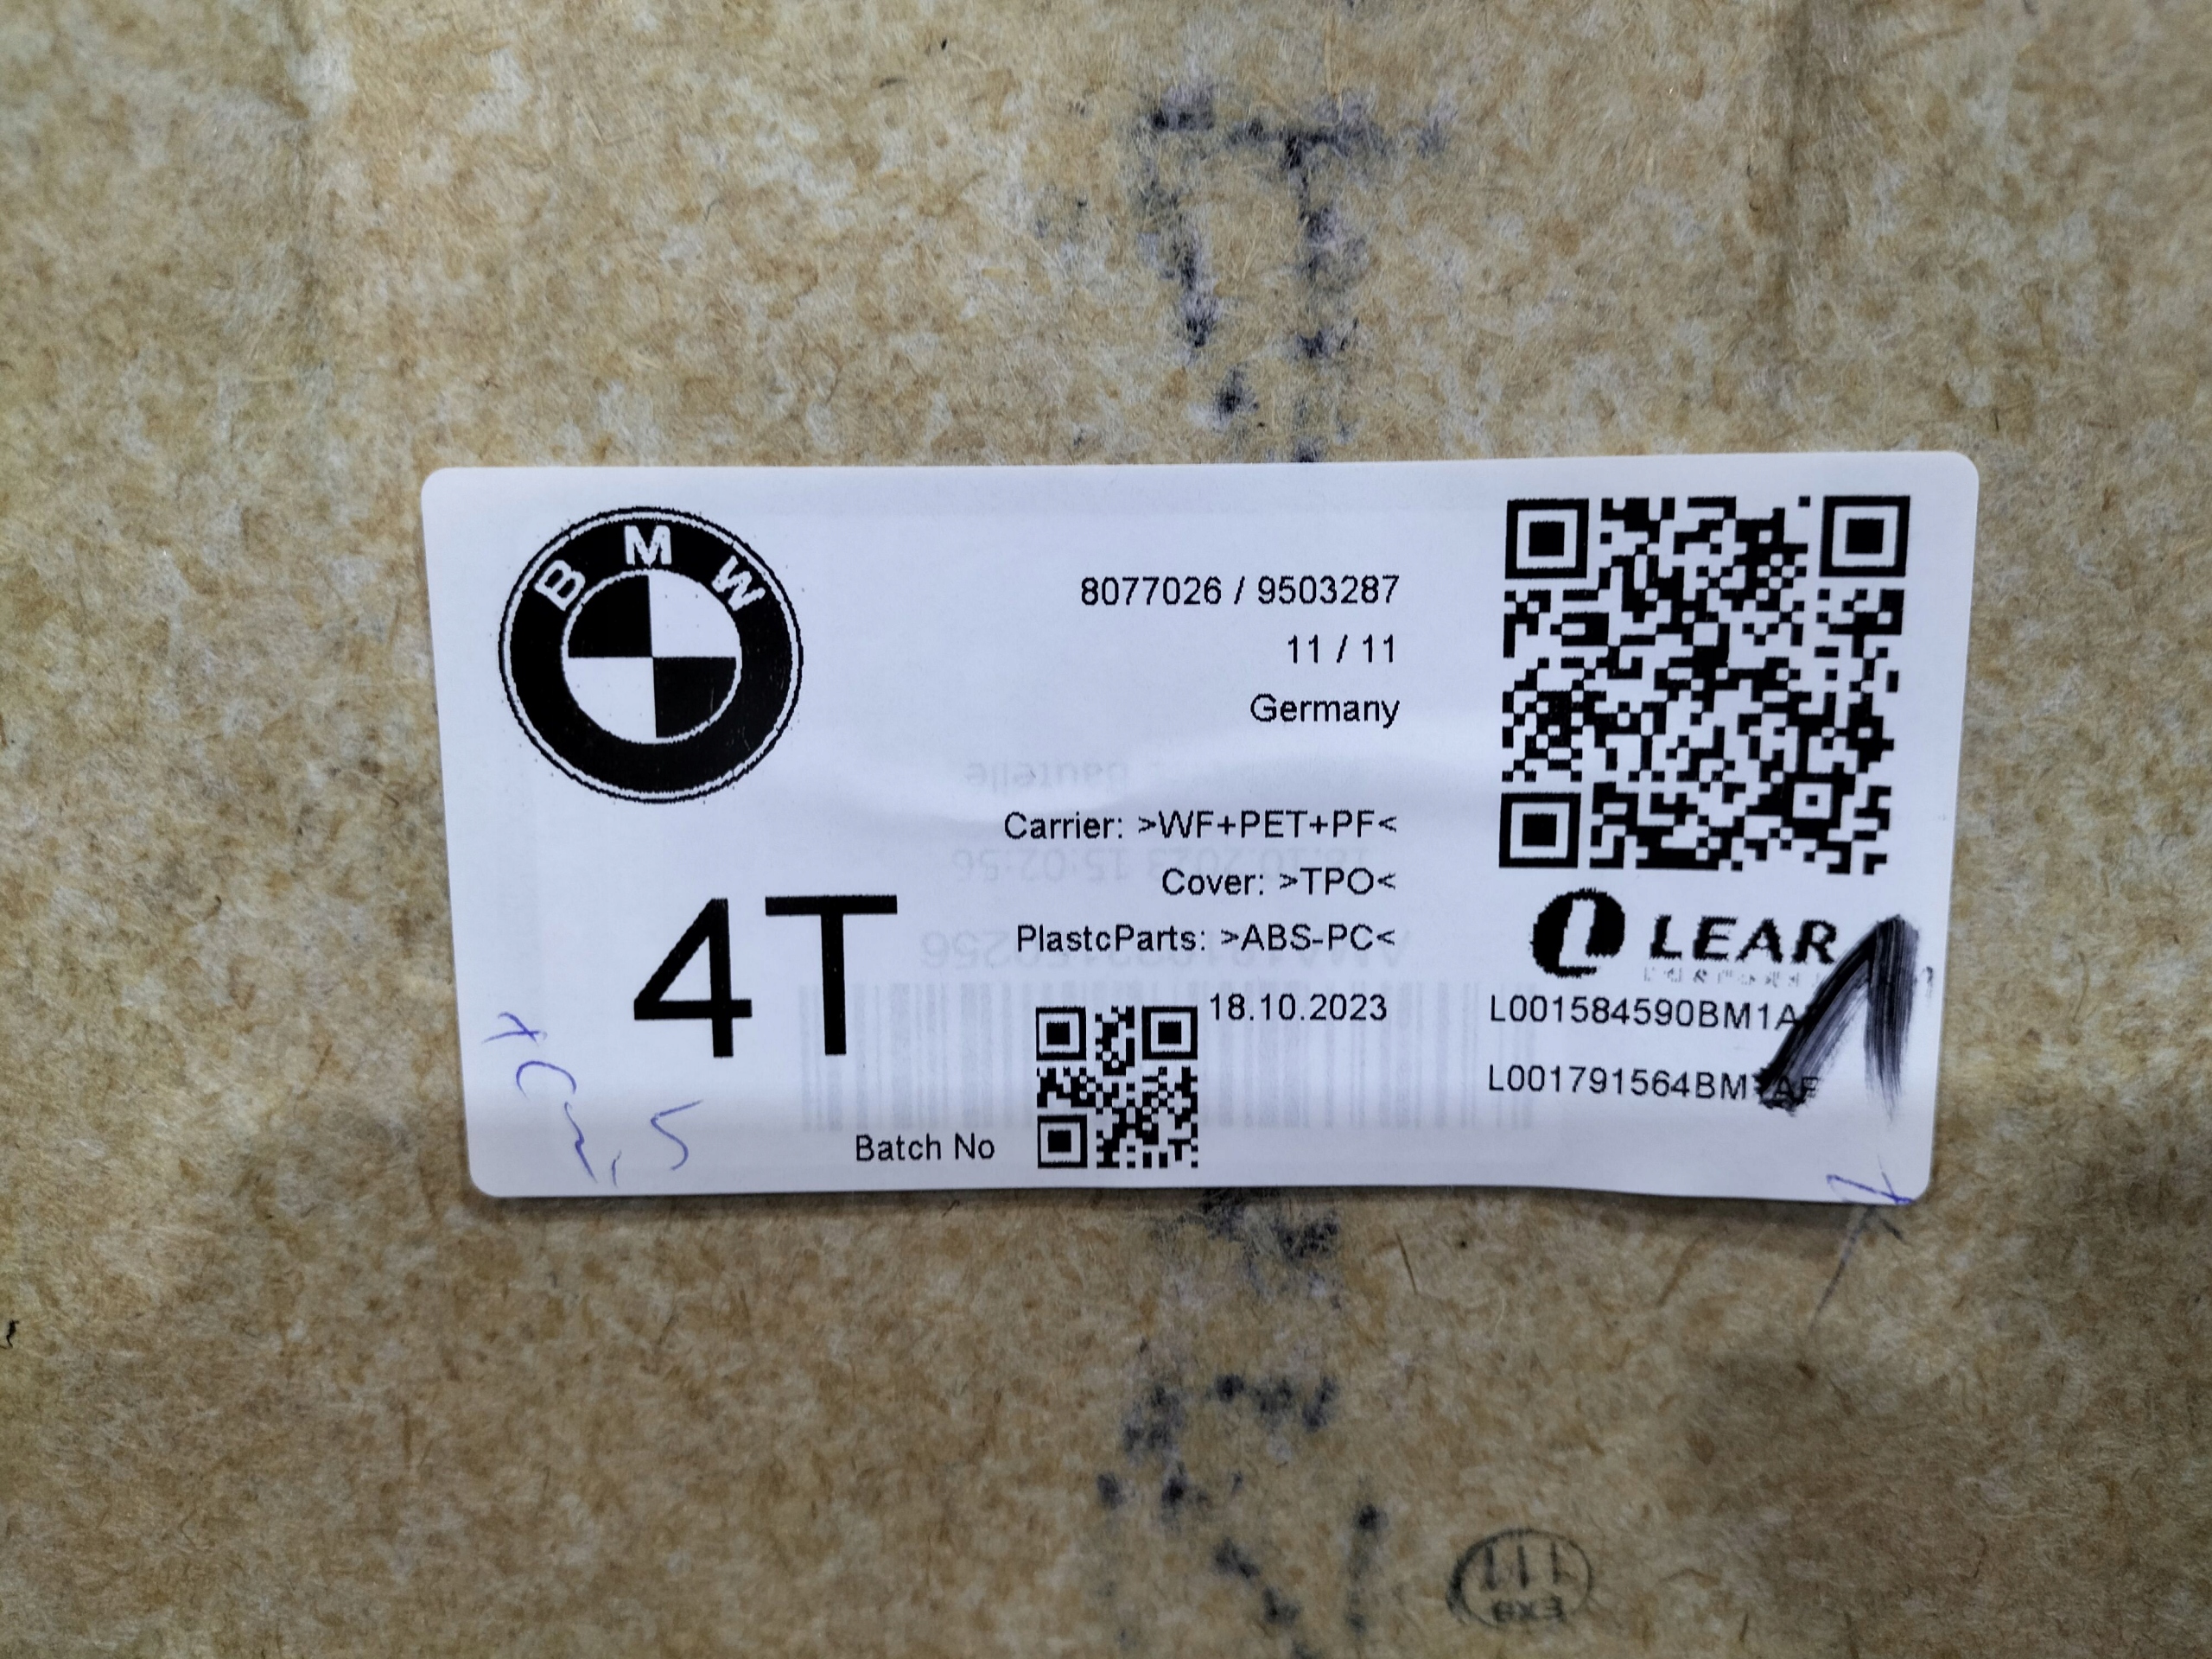 BMW
8077026 / 9503287
11 / 11
Germany
Carrier: >WF+PET+PF<
Cover: >TPO<
PlastcParts: >ABS-PC<
18.10.2023
4T
Batch No
LEAR
L001584590BM1A
L001791564BM1AF